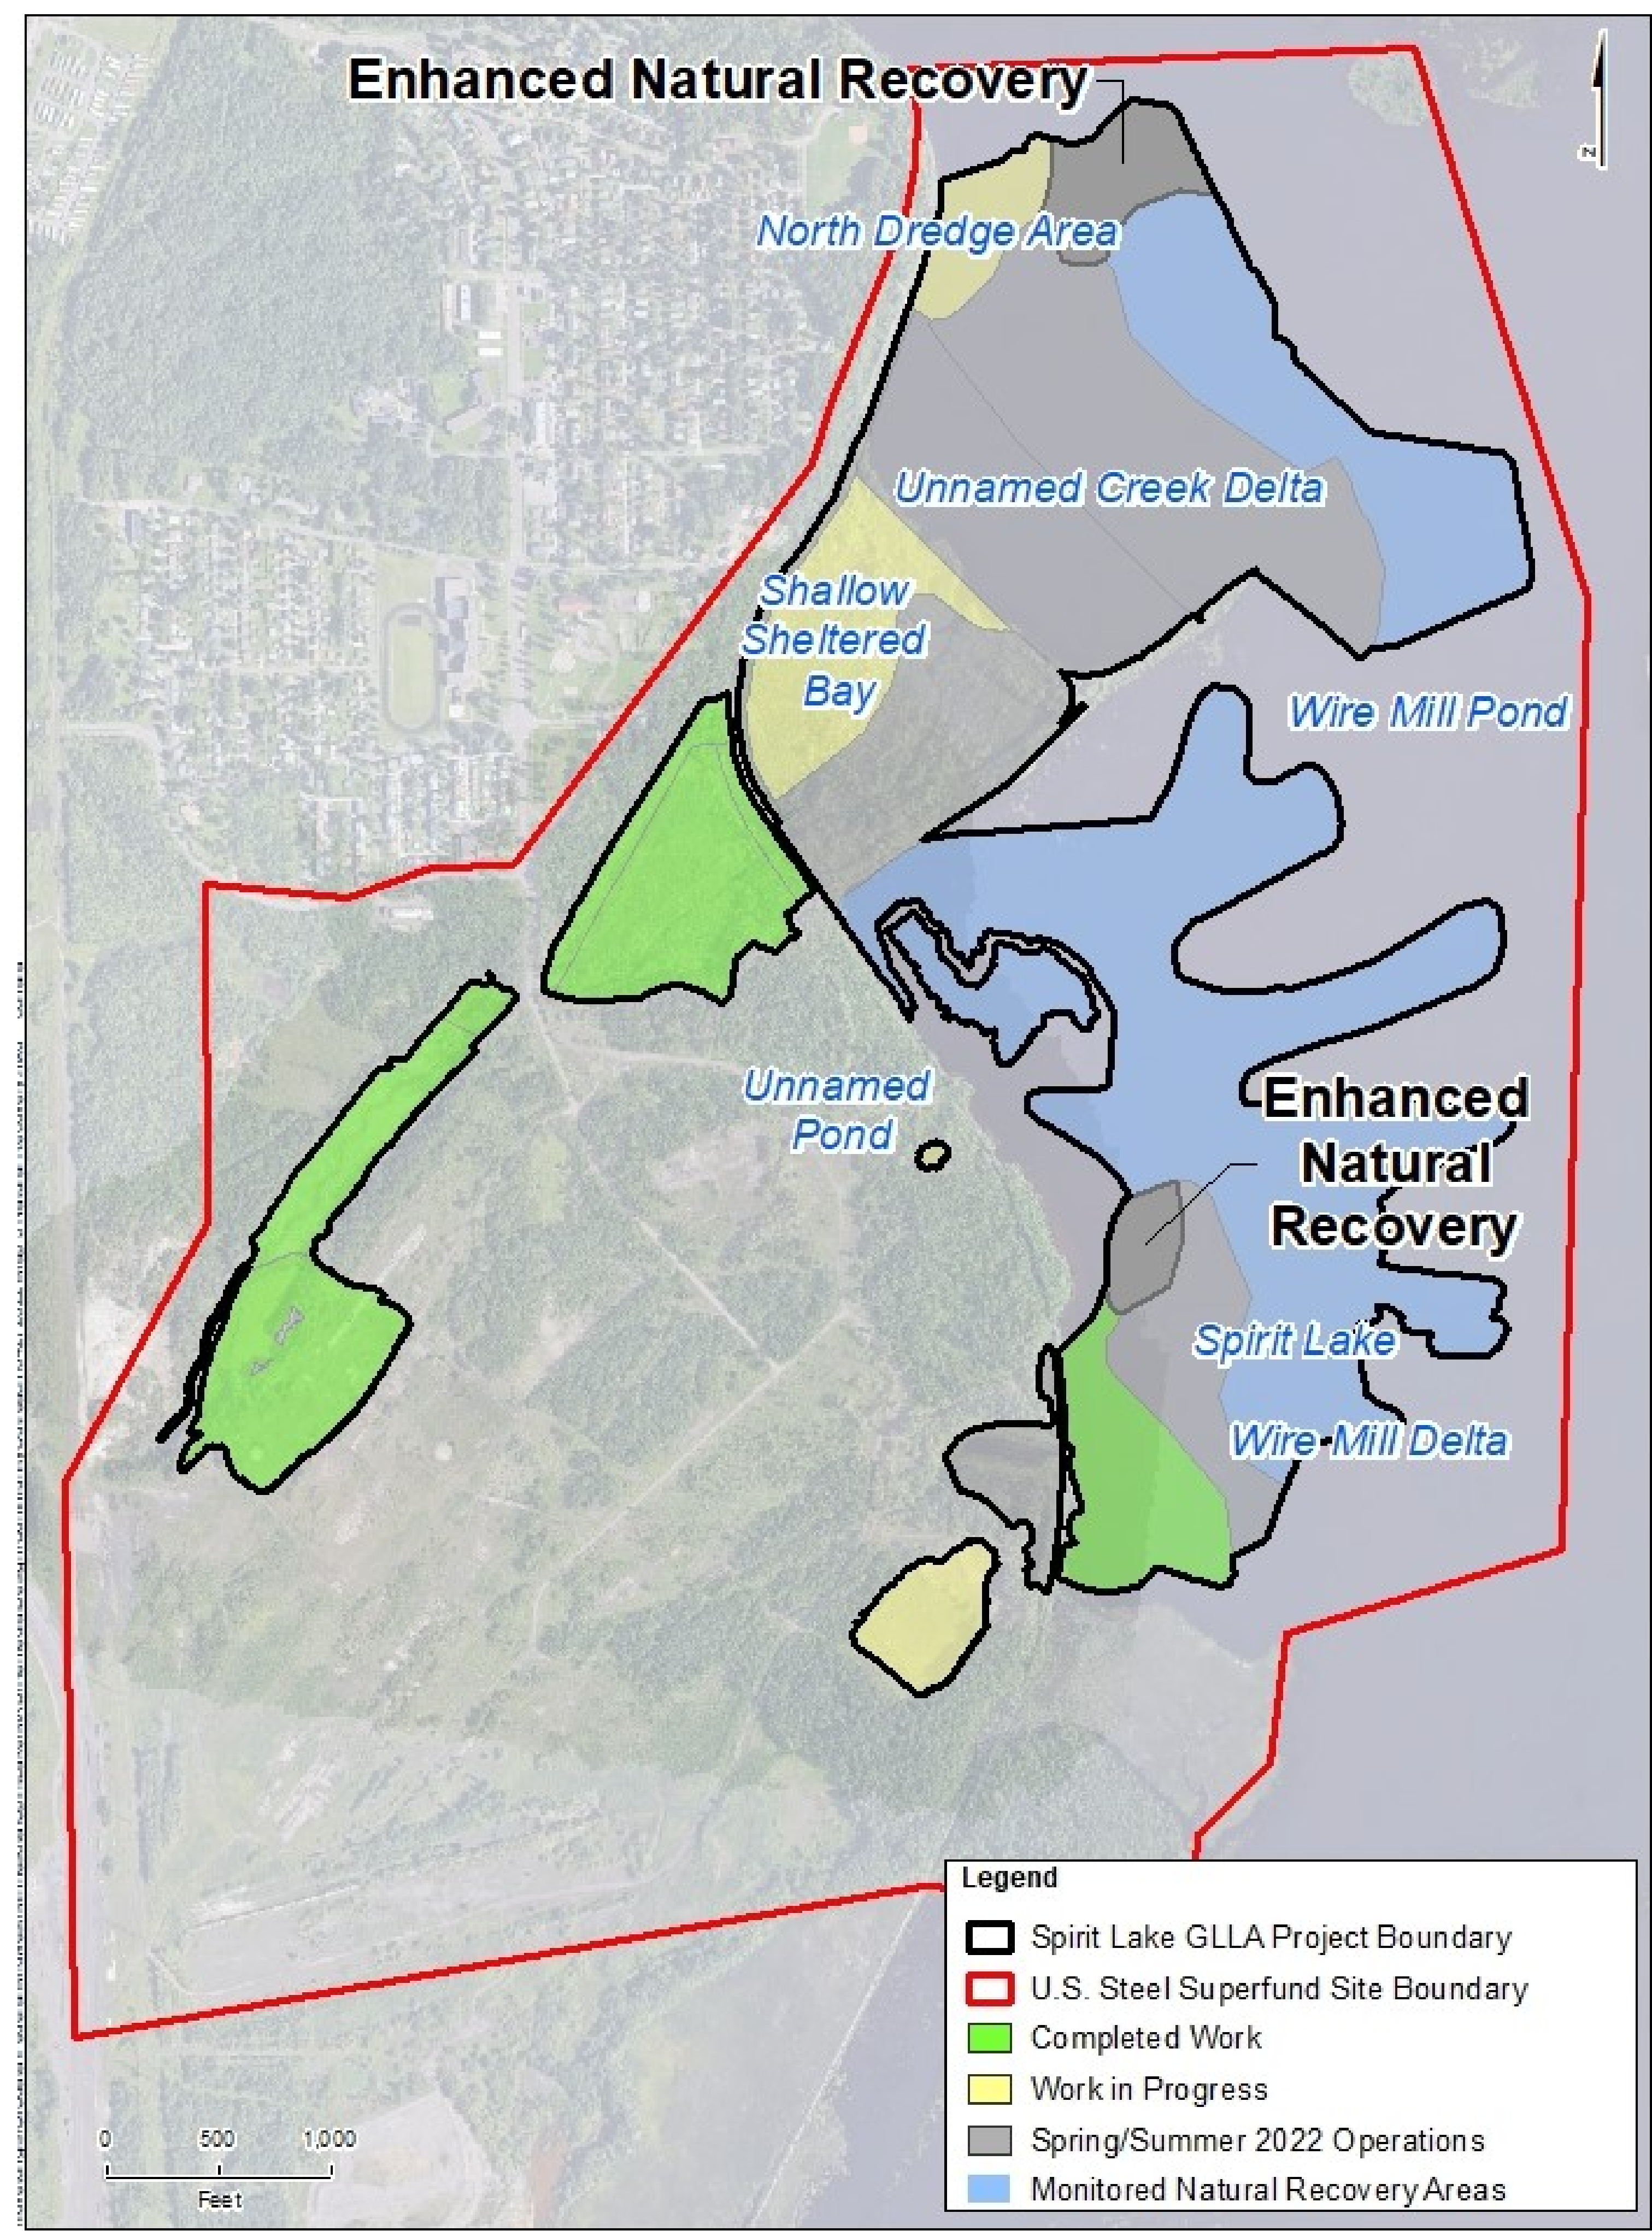 Enhanced Natural Recovery
N
North Dredge Area
Unnamed Creek Delta
Shallow
Sheltered
Bay
Wire Mill Pond
Unnamed
Pond
Enhanced
Natural
Recovery
Spirit Lake
Wire Mill Delta
Legend
Spirit Lake GLLA Project Boundary
U.S. Steel Superfund Site Boundary
Completed Work
Work in Progress
Spring/Summer 2022 Operations
Monitored Natural Recovery Areas
0 500 1,000
Feet